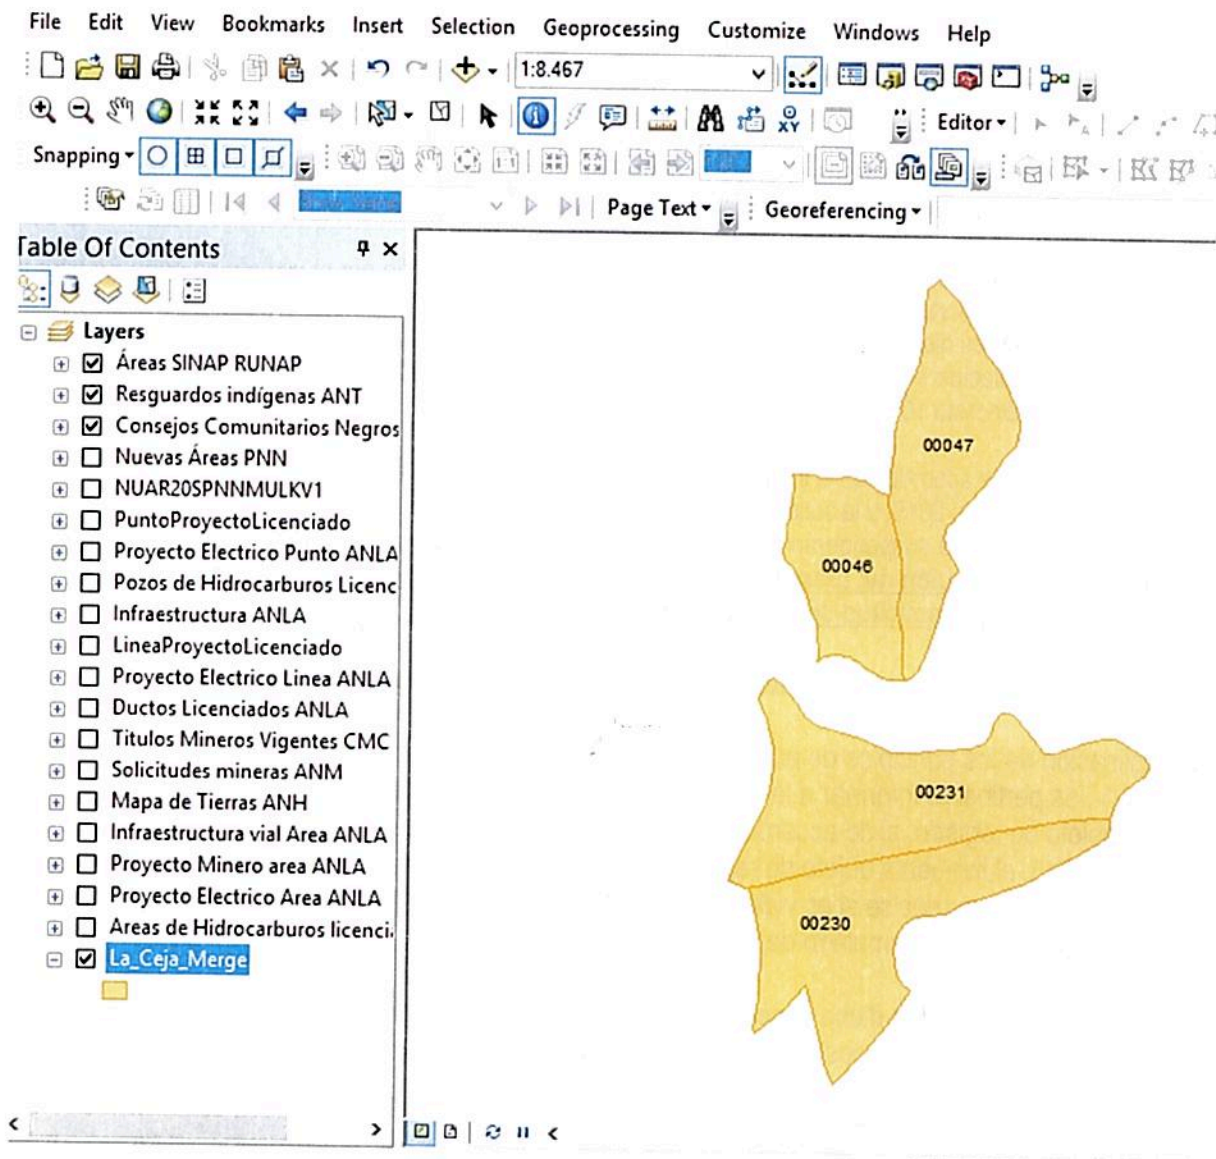 File Edit View Bookmarks Insert Selection Geoprocessing Customize Windows Help
1:8.467
Editor
Snapping
Page Text
Georeferencing
Table Of Contents
Layers
Áreas SINAP RUNAP
Resguardos indígenas ANT
Consejos Comunitarios Negros
Nuevas Áreas PNN
NUAR20SPNNMULKV1
PuntoProyectoLicenciado
Proyecto Electrico Punto ANLA
Pozos de Hidrocarburos Licenc
Infraestructura ANLA
LineaProyectoLicenciado
Proyecto Electrico Linea ANLA
Ductos Licenciados ANLA
Titulos Mineros Vigentes CMC
Solicitudes mineras ANM
Mapa de Tierras ANH
Infraestructura vial Area ANLA
Proyecto Minero area ANLA
Proyecto Electrico Area ANLA
Areas de Hidrocarburos licenci
La_Ceja_Merge
00047
00046
00231
00230